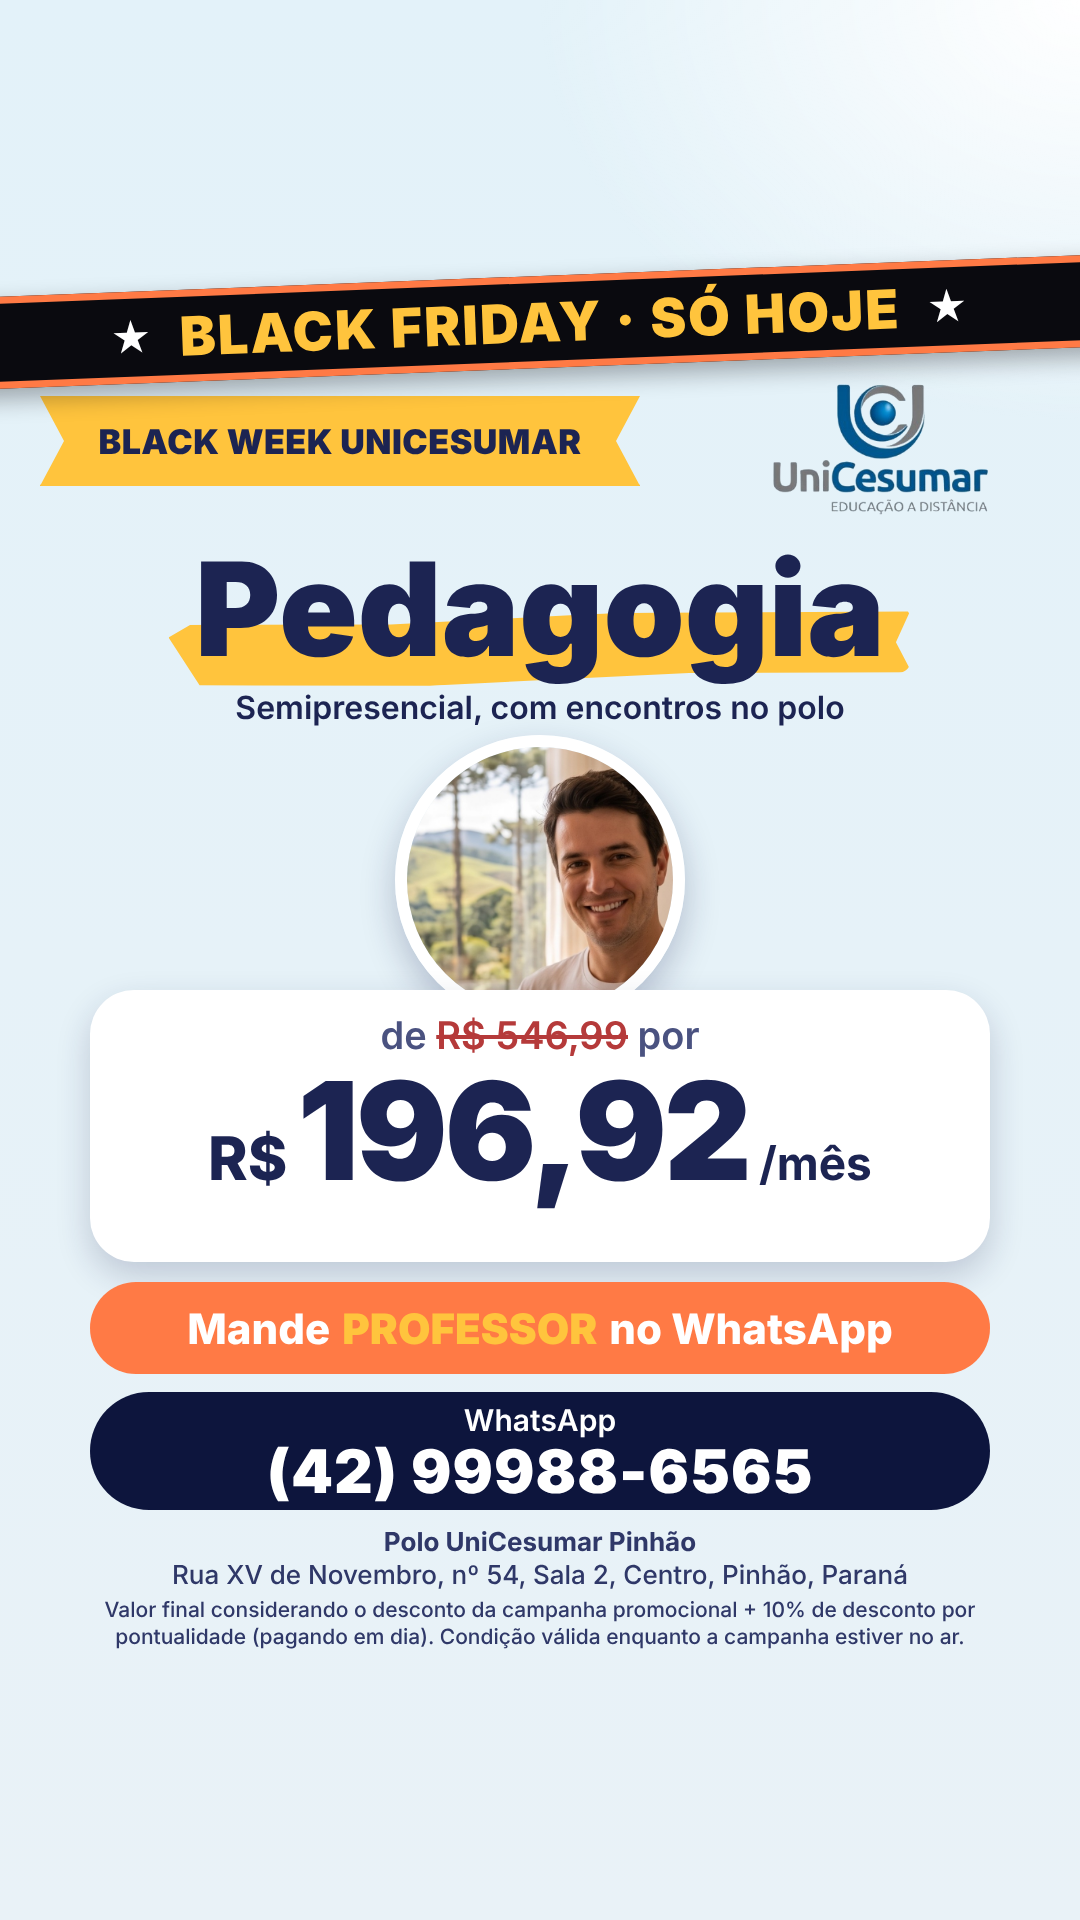 ★ BLACK FRIDAY · SÓ HOJE ★
BLACK WEEK UNICESUMAR
UniCesumar
EDUCAÇÃO A DISTÂNCIA
Pedagogia
Semipresencial, com encontros no polo
de R$ 546,99 por
R$ 196,92 /mês
Mande PROFESSOR no WhatsApp
WhatsApp
(42) 99988-6565
Polo UniCesumar Pinhão
Rua XV de Novembro, nº 54, Sala 2, Centro, Pinhão, Paraná
Valor final considerando o desconto da campanha promocional + 10% de desconto por
pontualidade (pagando em dia). Condição válida enquanto a campanha estiver no ar.